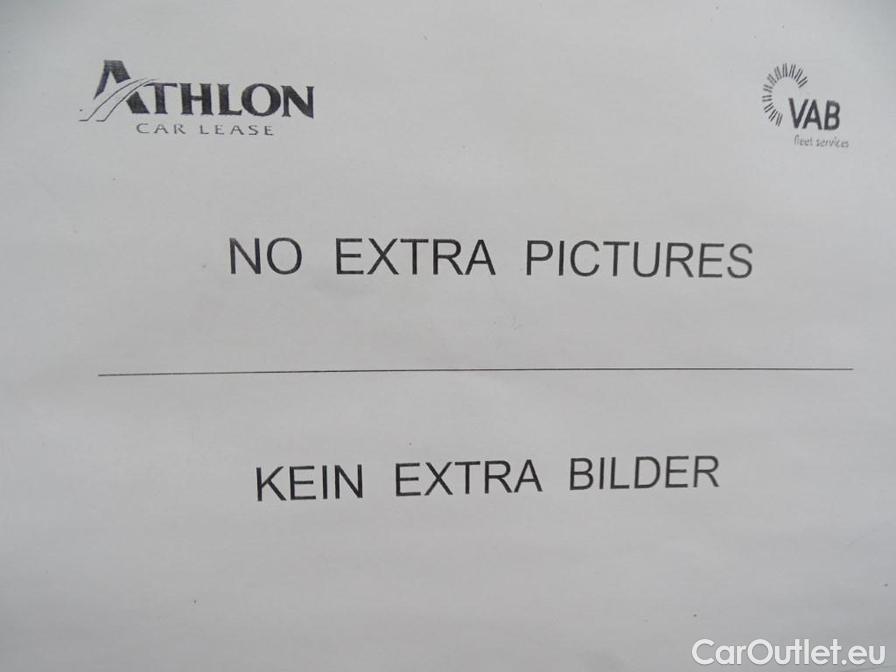 ATHLON
CAR LEASE
VAB
fleet services
NO EXTRA PICTURES
KEIN EXTRA BILDER
CarOutlet.eu